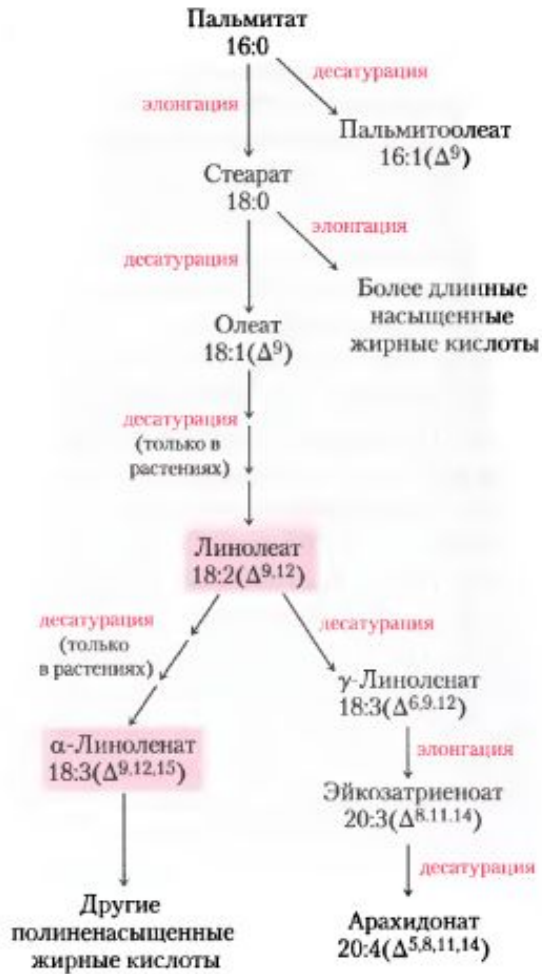 Пальмитат
16:0
десатурация
элонгация
Пальмитоолеат
16:1(Δ⁹)
Стеарат
18:0
элонгация
десатурация
Более длинные
насыщенные
жирные кислоты
Олеат
18:1(Δ⁹)
десатурация
(только в
растениях)
Линолеат
18:2(Δ⁹,¹²)
десатурация
(только
в растениях)
десатурация
γ-Линоленат
18:3(Δ⁶,⁹,¹²)
α-Линоленат
18:3(Δ⁹,¹²,¹⁵)
элонгация
Эйкозатриеноат
20:3(Δ⁸,¹¹,¹⁴)
десатурация
Другие
полиненасыщенные
жирные кислоты
Арахидонат
20:4(Δ⁵,⁸,¹¹,¹⁴)